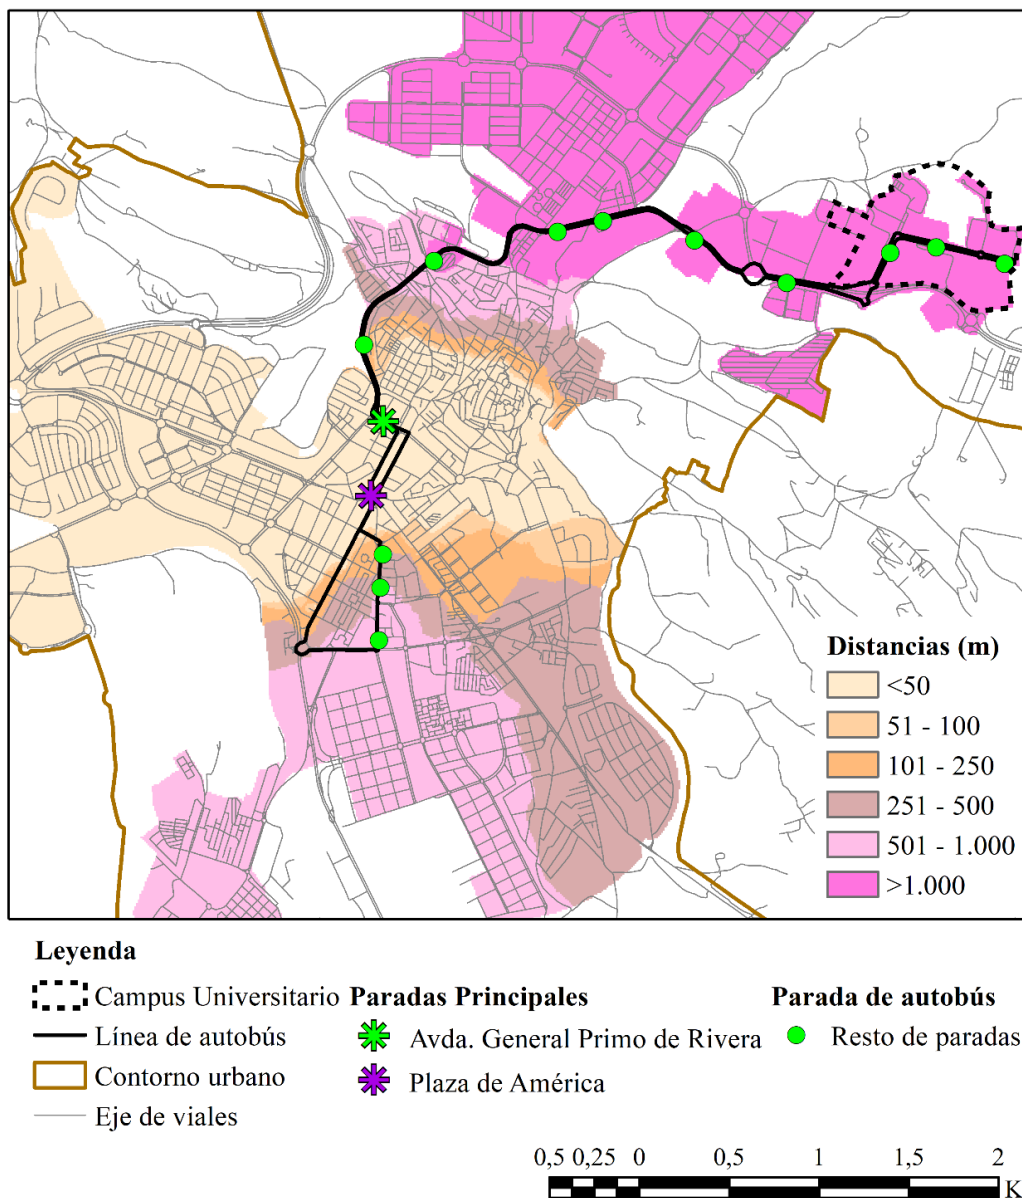 Distancias (m)
<50
51 - 100
101 - 250
251 - 500
501 - 1.000
>1.000
Leyenda
Campus Universitario
Línea de autobús
Contorno urbano
Eje de viales
Paradas Principales
Avda. General Primo de Rivera
Plaza de América
Parada de autobús
Resto de paradas
0,5 0,25 0 0,5 1 1,5 2
K